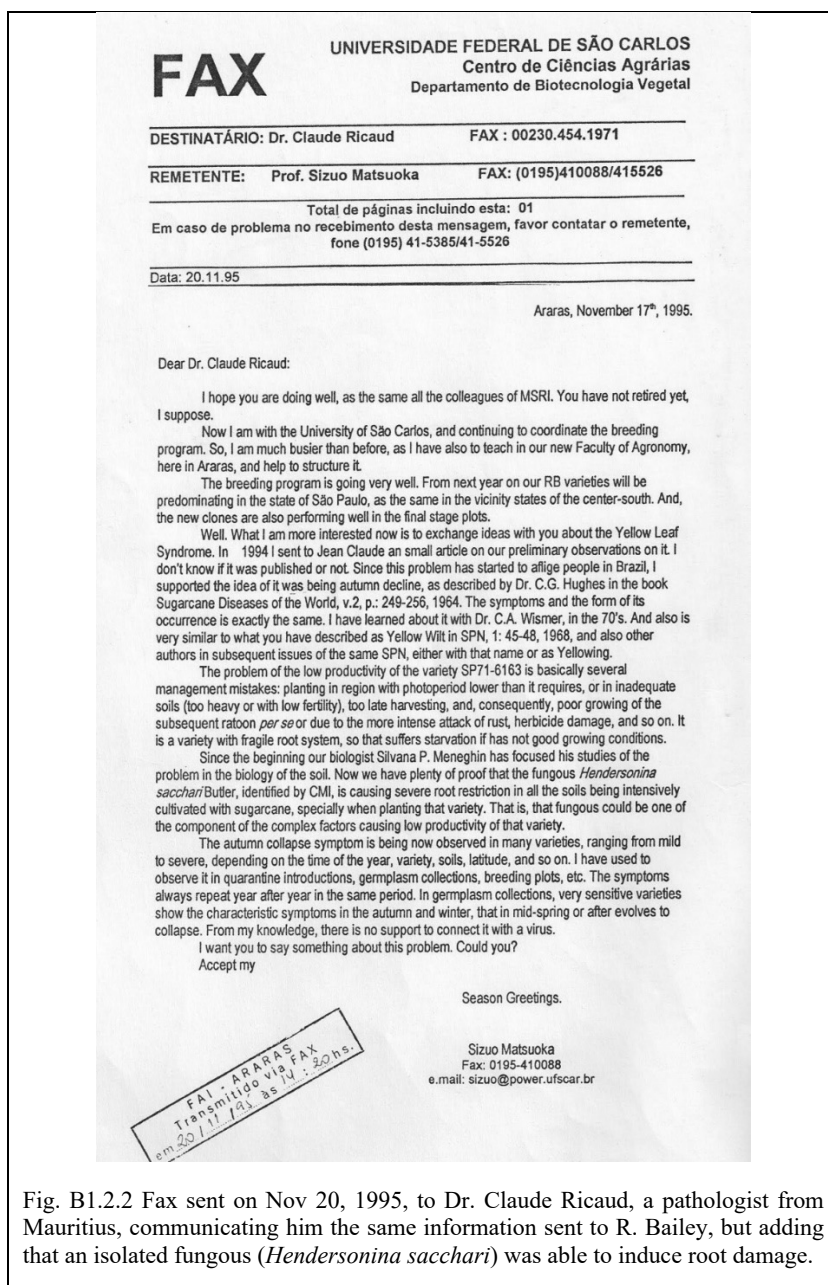 FAX
UNIVERSIDADE FEDERAL DE SÃO CARLOS
Centro de Ciências Agrárias
Departamento de Biotecnologia Vegetal
DESTINATÁRIO: Dr. Claude Ricaud FAX : 00230.454.1971
REMETENTE: Prof. Sizuo Matsuoka FAX: (0195)410088/415526
Total de páginas incluindo esta: 01
Em caso de problema no recebimento desta mensagem, favor contatar o remetente,
fone (0195) 41-5385/41-5526
Data: 20.11.95
Araras, November 17th, 1995.
Dear Dr. Claude Ricaud:
I hope you are doing well, as the same all the colleagues of MSRI. You have not retired yet,
I suppose.
Now I am with the University of São Carlos, and continuing to coordinate the breeding
program. So, I am much busier than before, as I have also to teach in our new Faculty of Agronomy,
here in Araras, and help to structure it.
The breeding program is going very well. From next year on our RB varieties will be
predominating in the state of São Paulo, as the same in the vicinity states of the center-south. And,
the new clones are also performing well in the final stage plots.
Well. What I am more interested now is to exchange ideas with you about the Yellow Leaf
Syndrome. In 1994 I sent to Jean Claude an small article on our preliminary observations on it. I
don't know if it was published or not. Since this problem has started to aflige people in Brazil, I
supported the idea of it was being autumn decline, as described by Dr. C.G. Hughes in the book
Sugarcane Diseases of the World, v.2, p.: 249-256, 1964. The symptoms and the form of its
occurrence is exactly the same. I have learned about it with Dr. C.A. Wismer, in the 70's. And also is
very similar to what you have described as Yellow Wilt in SPN, 1: 45-48, 1968, and also other
authors in subsequent issues of the same SPN, either with that name or as Yellowing.
The problem of the low productivity of the variety SP71-6163 is basically several
management mistakes: planting in region with photoperiod lower than it requires, or in inadequate
soils (too heavy or with low fertility), too late harvesting, and, consequently, poor growing of the
subsequent ratoon per se or due to the more intense attack of rust, herbicide damage, and so on. It
is a variety with fragile root system, so that suffers starvation if has not good growing conditions.
Since the beginning our biologist Silvana P. Meneghin has focused his studies of the
problem in the biology of the soil. Now we have plenty of proof that the fungous Hendersonina
sacchari Butler, identified by CMI, is causing severe root restriction in all the soils being intensively
cultivated with sugarcane, specially when planting that variety. That is, that fungous could be one of
the component of the complex factors causing low productivity of that variety.
The autumn collapse symptom is being now observed in many varieties, ranging from mild
to severe, depending on the time of the year, variety, soils, latitude, and so on. I have used to
observe it in quarantine introductions, germplasm collections, breeding plots, etc. The symptoms
always repeat year after year in the same period. In germplasm collections, very sensitive varieties
show the characteristic symptoms in the autumn and winter, that in mid-spring or after evolves to
collapse. From my knowledge, there is no support to connect it with a virus.
I want you to say something about this problem. Could you?
Accept my
Season Greetings.
Sizuo Matsuoka
Fax: 0195-410088
e.mail: sizuo@power.ufscar.br
FAI - ARARAS
Transmitido via FAX
em 20/11/95 às 14:20 hs.
Fig. B1.2.2 Fax sent on Nov 20, 1995, to Dr. Claude Ricaud, a pathologist from
Mauritius, communicating him the same information sent to R. Bailey, but adding
that an isolated fungous (Hendersonina sacchari) was able to induce root damage.